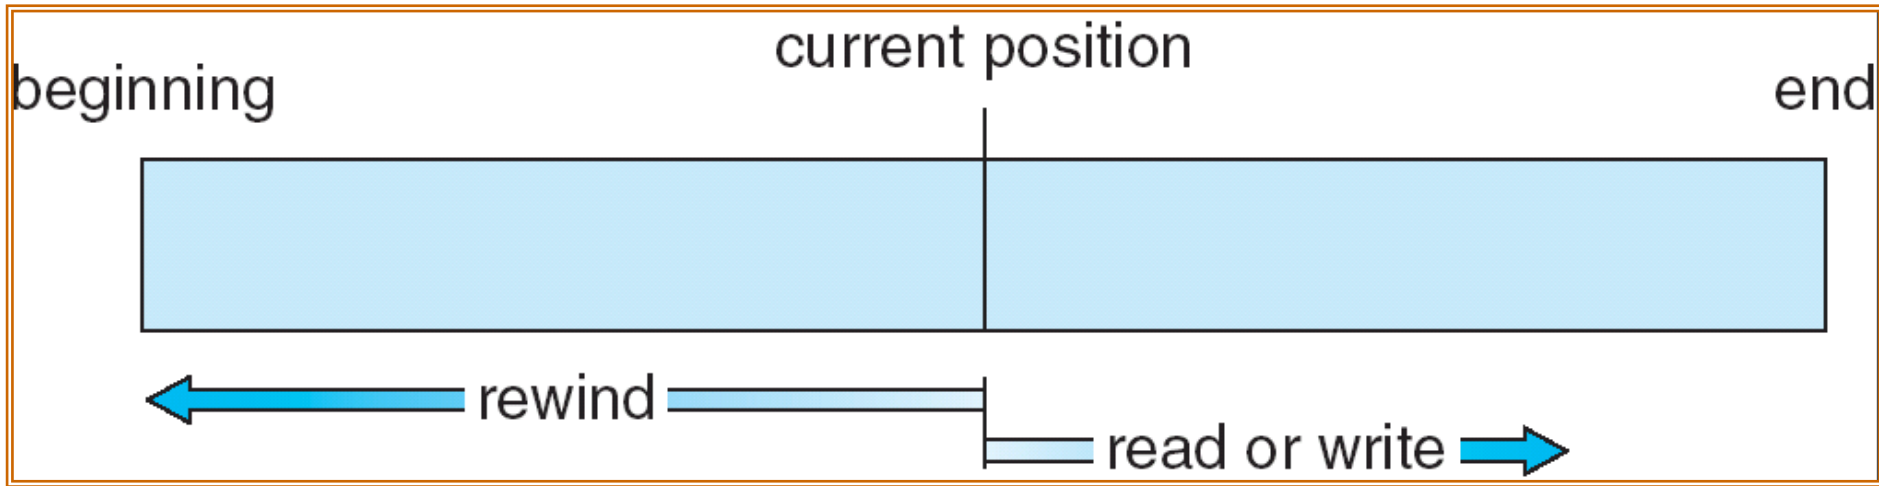 current position
beginning
end
rewind
read or write